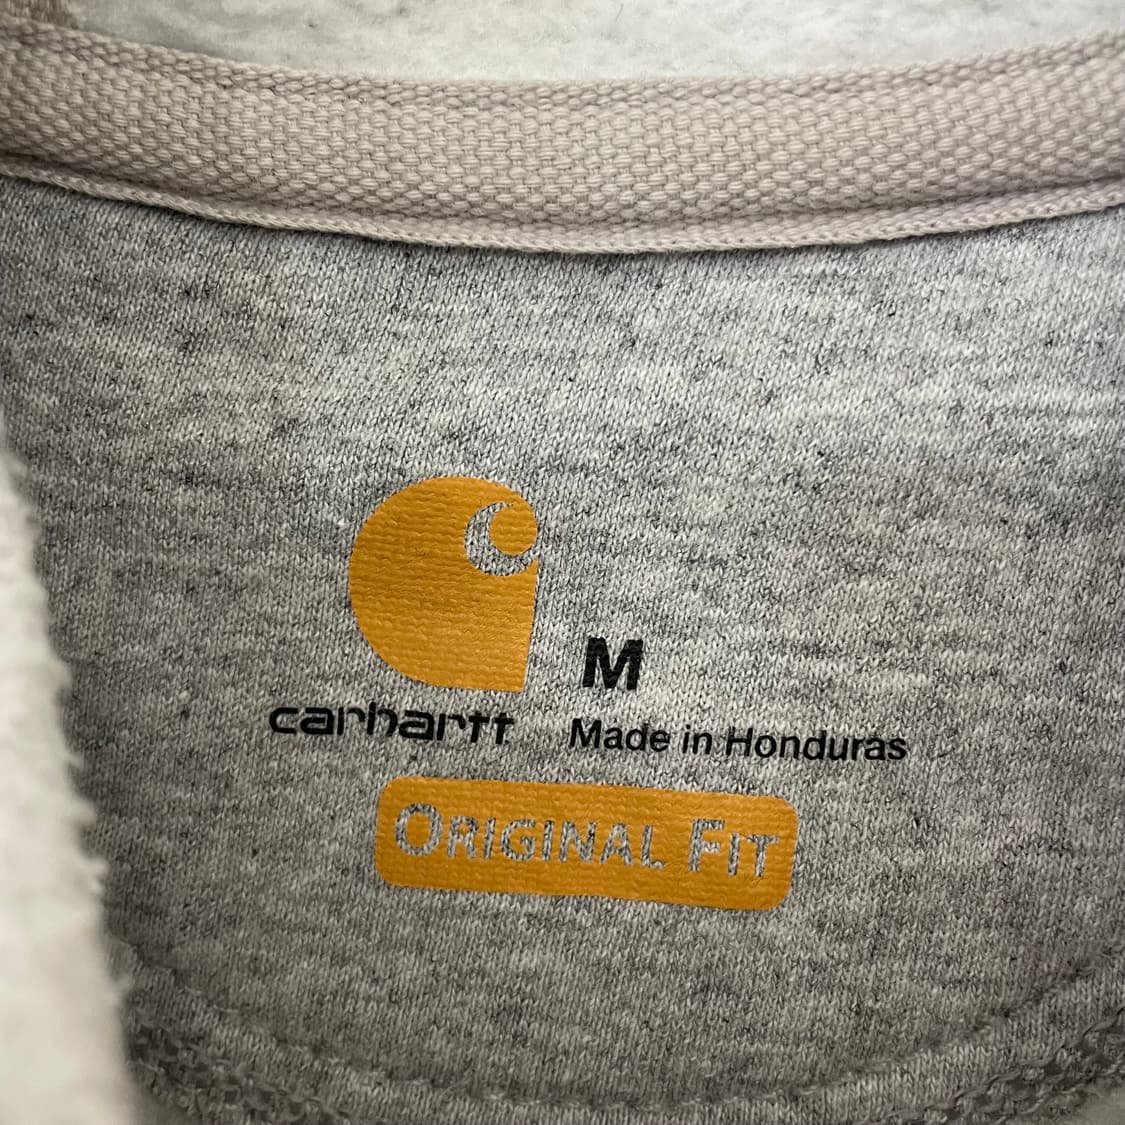 M
carhartt
Made in Honduras
ORIGINAL FIT